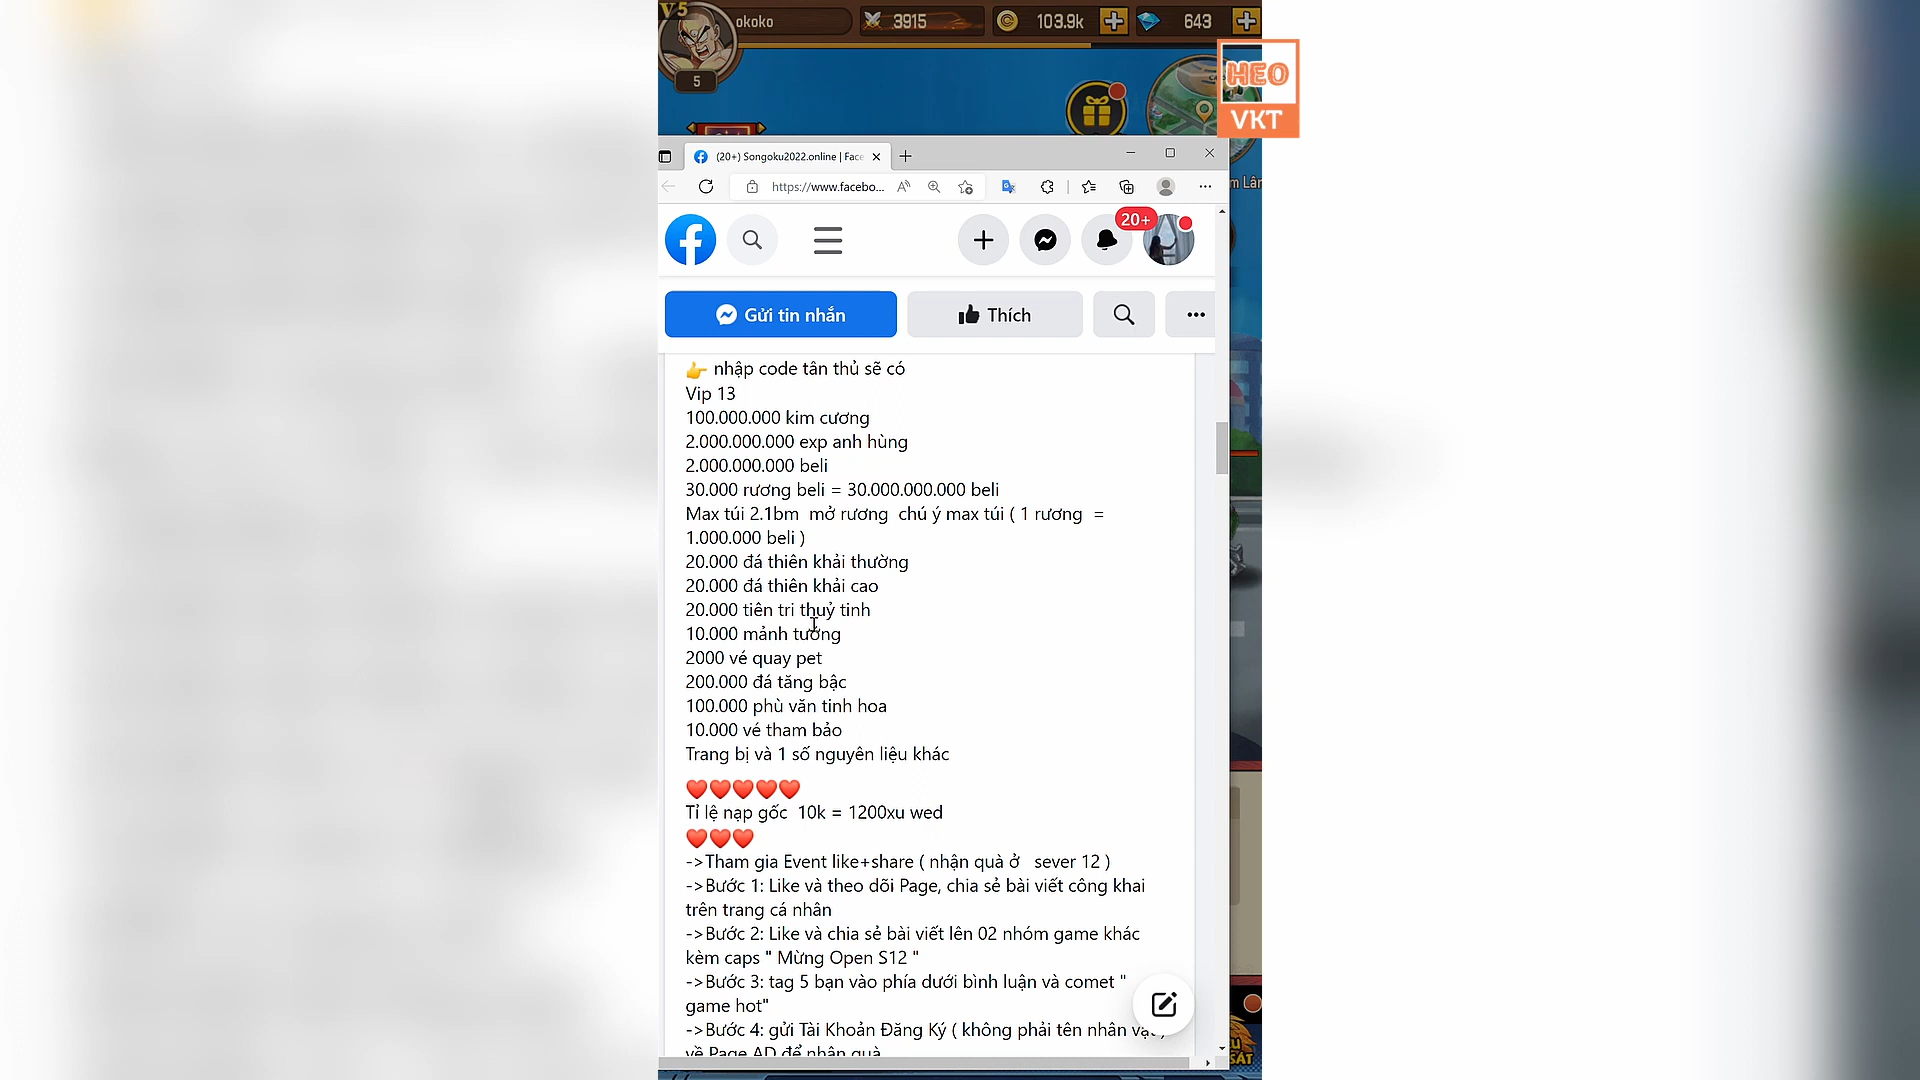 V5
okoko
3915
103.9k
643
5
HEO
VKT
(20+) Songoku2022.online | Face
https://www.facebo...
20+
Gửi tin nhắn
Thích
👉 nhập code tân thủ sẽ có
Vip 13
100.000.000 kim cương
2.000.000.000 exp anh hùng
2.000.000.000 beli
30.000 rương beli = 30.000.000.000 beli
Max túi 2.1bm mở rương chú ý max túi ( 1 rương =
1.000.000 beli )
20.000 đá thiên khải thường
20.000 đá thiên khải cao
20.000 tiên tri thuỷ tinh
10.000 mảnh tướng
2000 vé quay pet
200.000 đá tăng bậc
100.000 phù văn tinh hoa
10.000 vé tham bảo
Trang bị và 1 số nguyên liệu khác
❤️❤️❤️❤️❤️
Tỉ lệ nạp gốc 10k = 1200xu wed
❤️❤️❤️
->Tham gia Event like+share ( nhận quà ở sever 12 )
->Bước 1: Like và theo dõi Page, chia sẻ bài viết công khai
trên trang cá nhân
->Bước 2: Like và chia sẻ bài viết lên 02 nhóm game khác
kèm caps " Mừng Open S12 "
->Bước 3: tag 5 bạn vào phía dưới bình luận và comet "
game hot"
->Bước 4: gửi Tài Khoản Đăng Ký ( không phải tên nhân vật )
về Page AD để nhận quà